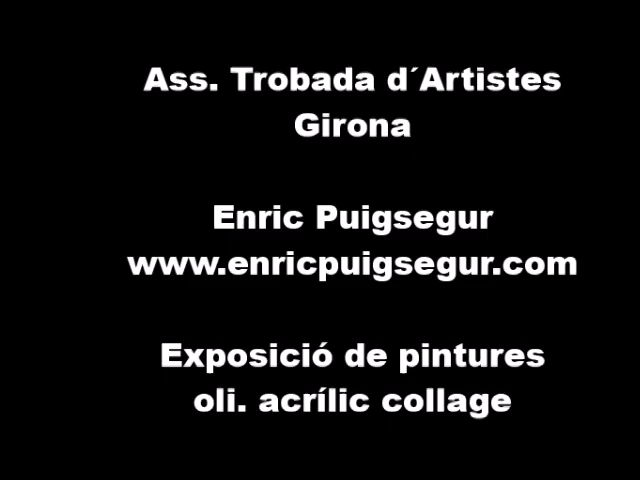 Ass. Trobada d´Artistes
Girona
Enric Puigsegur
www.enricpuigsegur.com
Exposició de pintures
oli. acrílic collage